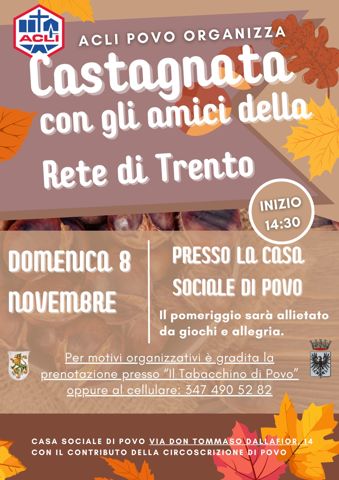 ACLI
ACLI POVO ORGANIZZA
Castagnata
con gli amici della
Rete di Trento
INIZIO
14:30
DOMENICA 8
NOVEMBRE
PRESSO LA CASA
SOCIALE DI POVO
Il pomeriggio sarà allietato
da giochi e allegria.
Per motivi organizzativi è gradita la
prenotazione presso "Il Tabacchino di Povo"
oppure al cellulare: 347 490 52 82
CASA SOCIALE DI POVO VIA DON TOMMASO DALLAFIOR, 14
CON IL CONTRIBUTO DELLA CIRCOSCRIZIONE DI POVO